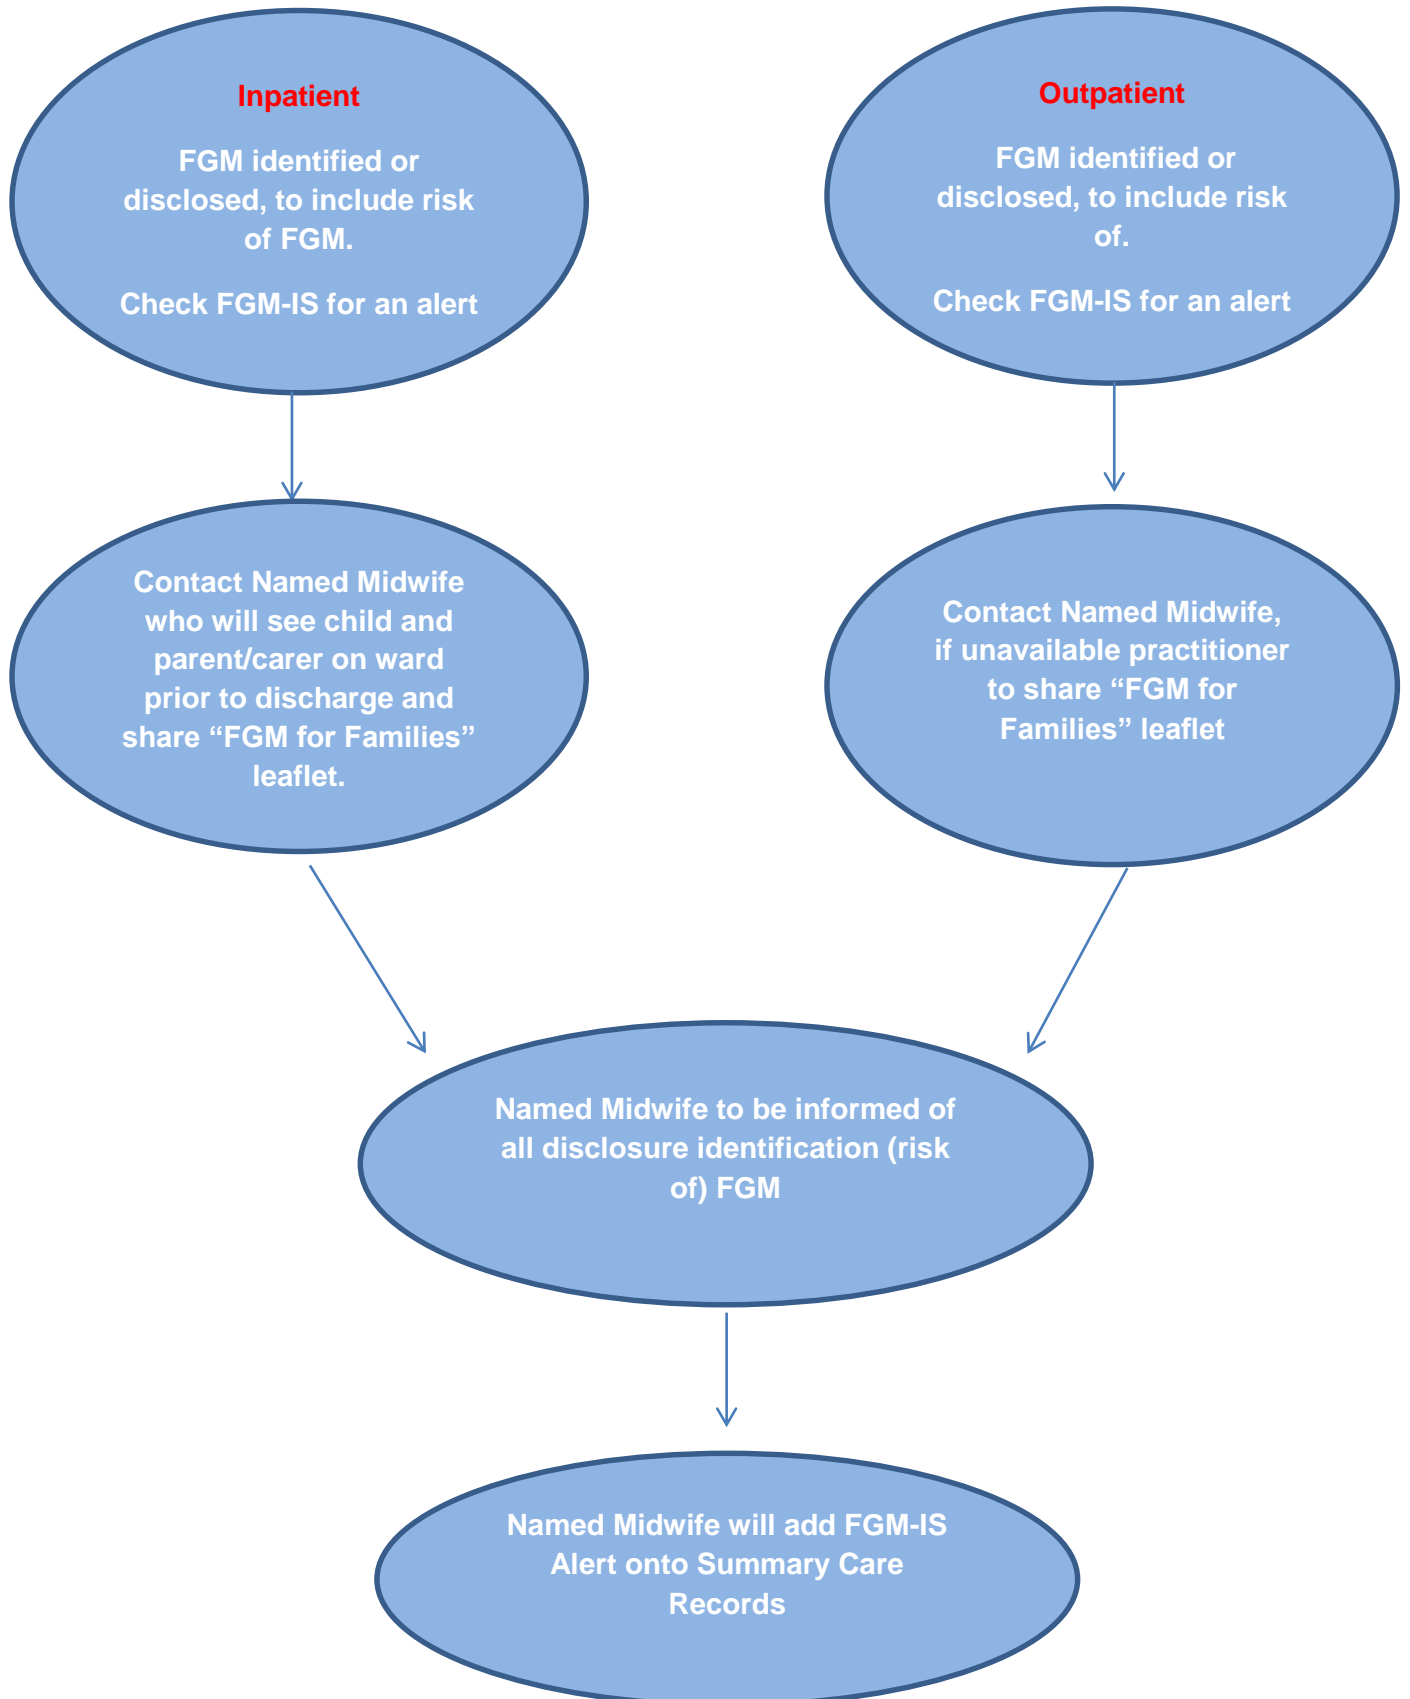 Inpatient
FGM identified or
disclosed, to include risk
of FGM.
Check FGM-IS for an alert
Outpatient
FGM identified or
disclosed, to include risk
of.
Check FGM-IS for an alert
Contact Named Midwife
who will see child and
parent/carer on ward
prior to discharge and
share “FGM for Families”
leaflet.
Contact Named Midwife,
if unavailable practitioner
to share “FGM for
Families” leaflet
Named Midwife to be informed of
all disclosure identification (risk
of) FGM
Named Midwife will add FGM-IS
Alert onto Summary Care
Records